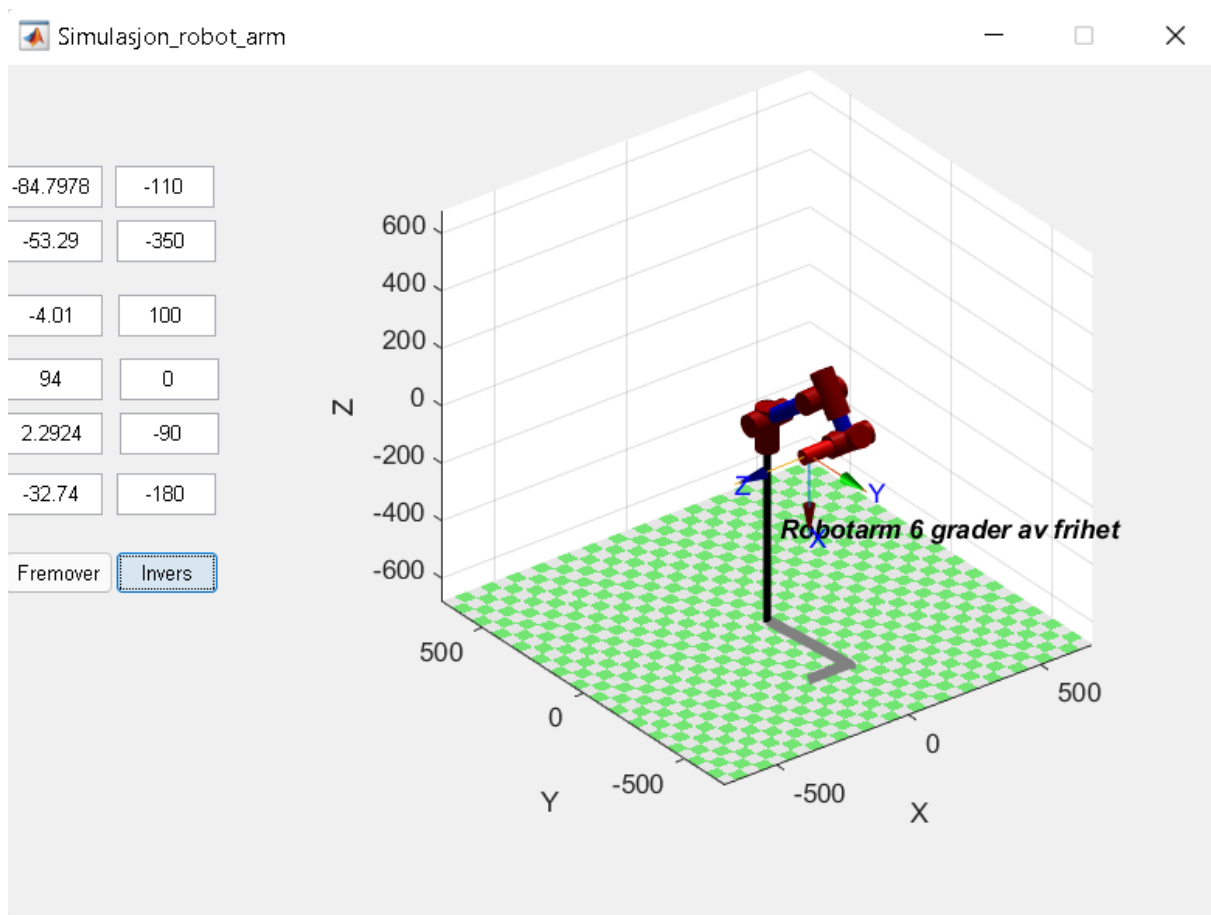 Simulasjon_robot_arm
-84.7978 -110
-53.29 -350
-4.01 100
94 0
2.2924 -90
-32.74 -180
Fremover Invers
600
400
200
0
-200
-400
-600
Z
Z
Y
X
Robotarm 6 grader av frihet
500
0
-500
Y
500
0
-500
X